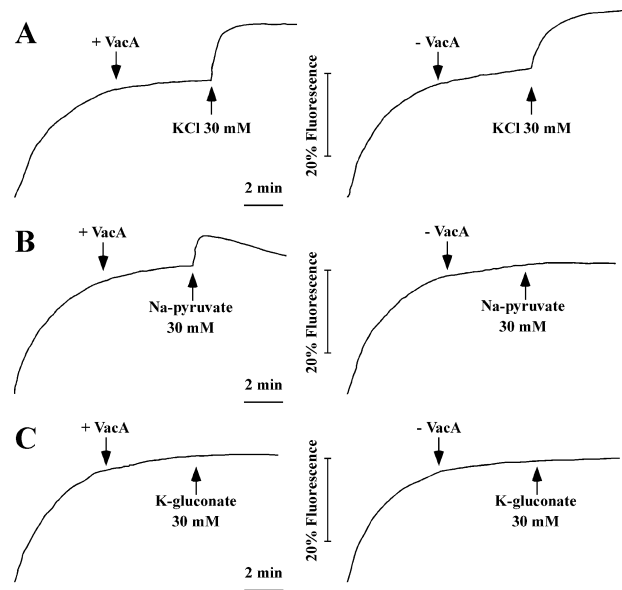 A
+ VacA
KCl 30 mM
2 min
20% Fluorescence
- VacA
KCl 30 mM
B
+ VacA
Na-pyruvate
30 mM
2 min
20% Fluorescence
- VacA
Na-pyruvate
30 mM
C
+ VacA
K-gluconate
30 mM
2 min
20% Fluorescence
- VacA
K-gluconate
30 mM